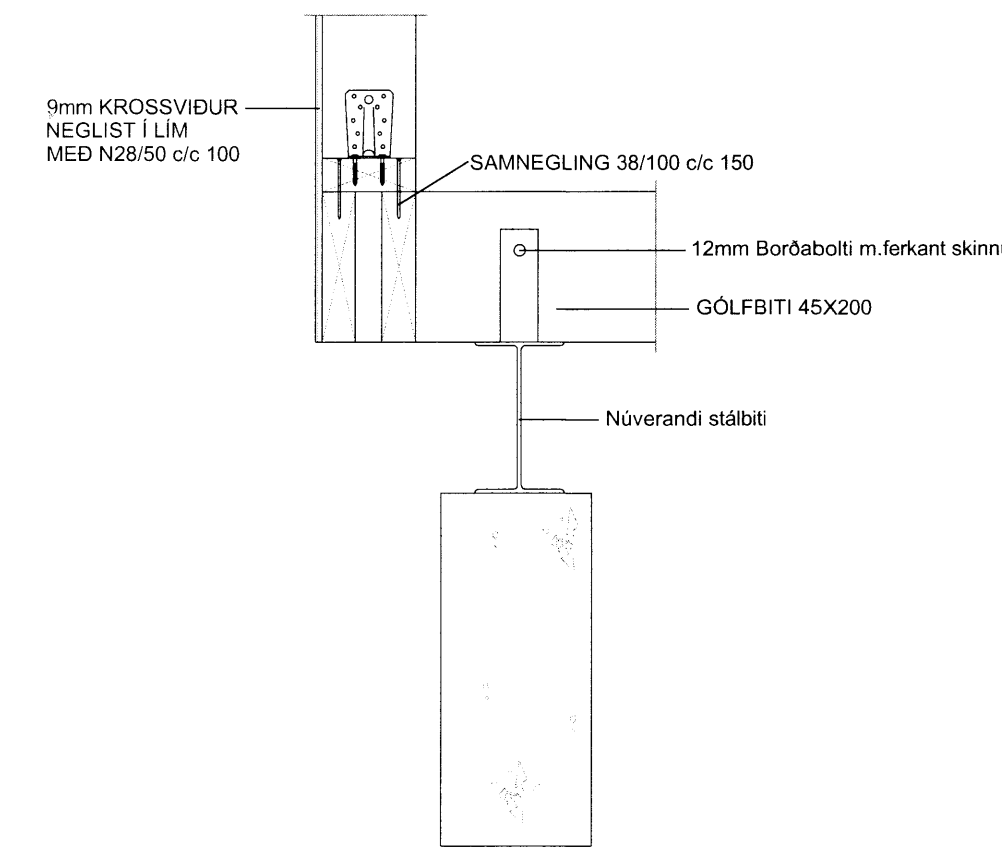 9mm KROSSVIÐUR
NEGLIST Í LÍM
MEÐ N28/50 c/c 100
SAMNEGLING 38/100 c/c 150
12mm Borðabolti m.ferkant skinnu
GÓLFBITI 45X200
Núverandi stálbiti